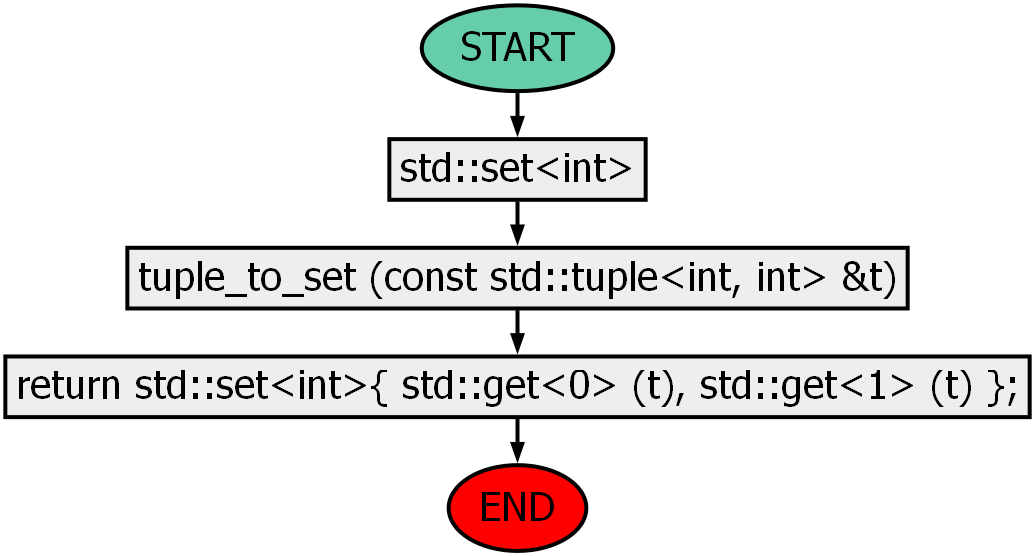 START
std::set<int>
tuple_to_set (const std::tuple<int, int> &t)
return std::set<int>{ std::get<0> (t), std::get<1> (t) };
END